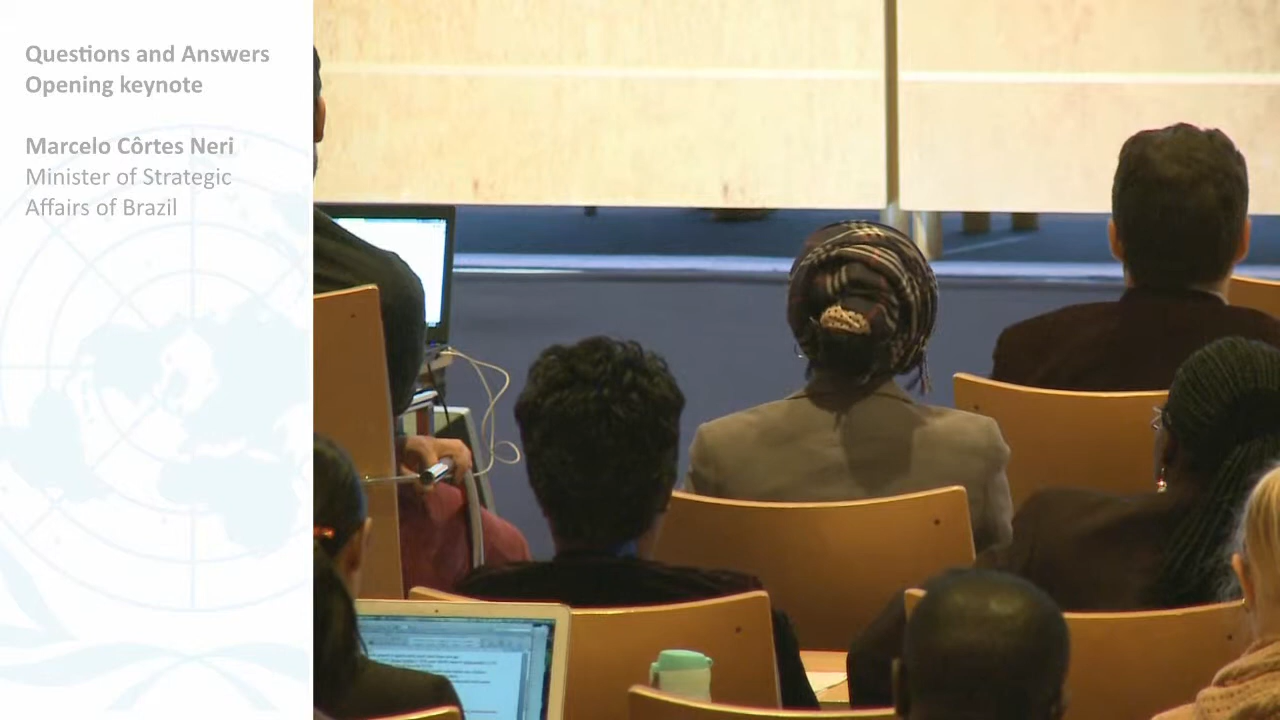 Questions and Answers
Opening keynote
Marcelo Côrtes Neri
Minister of Strategic
Affairs of Brazil